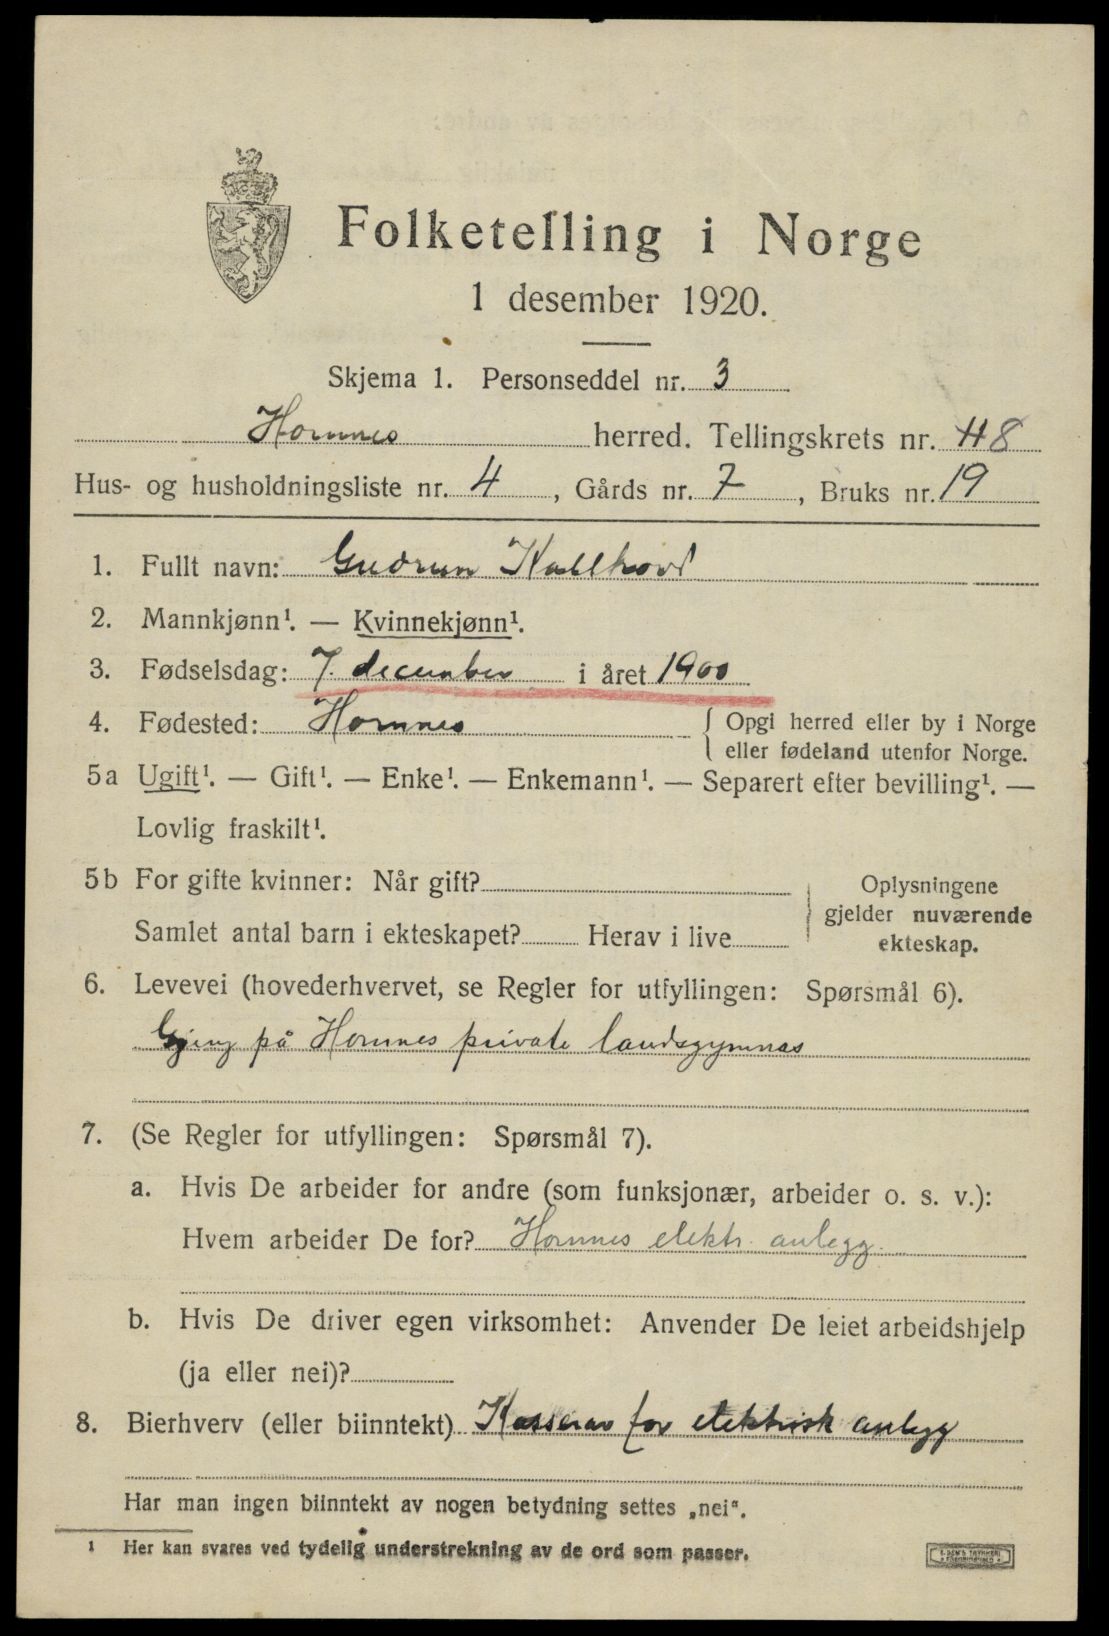 Folketelling i Norge
1 desember 1920.
Skjema 1. Personseddel nr. 3
Hornnes herred. Tellingskrets nr. 8
Hus- og husholdningsliste nr. 4, Gårds nr. 7, Bruks nr. 19
1. Fullt navn: Gudrun Kallhovd
2. Mannkjønn¹. — Kvinnekjønn¹.
3. Fødselsdag: 7. december i året 1900
4. Fødested: Hornnes { Opgi herred eller by i Norge
eller fødeland utenfor Norge.
5a Ugift¹. — Gift¹. — Enke¹. — Enkemann¹. — Separert efter bevilling¹. —
Lovlig fraskilt¹.
5b For gifte kvinner: Når gift?
Samlet antal barn i ekteskapet? Herav i live
Oplysningene
gjelder nuværende
ekteskap.
6. Levevei (hovederhvervet, se Regler for utfyllingen: Spørsmål 6).
på Hornnes private landsgymnas
7. (Se Regler for utfyllingen: Spørsmål 7).
a. Hvis De arbeider for andre (som funksjonær, arbeider o. s. v.):
Hvem arbeider De for? Hornnes elektr. anlegg.
b. Hvis De driver egen virksomhet: Anvender De leiet arbeidshjelp
(ja eller nei)?
8. Bierhverv (eller biinntekt) Kasserar for elektrisk anlegg
Har man ingen biinntekt av nogen betydning settes „nei“.
1 Her kan svares ved tydelig understrekning av de ord som passer.